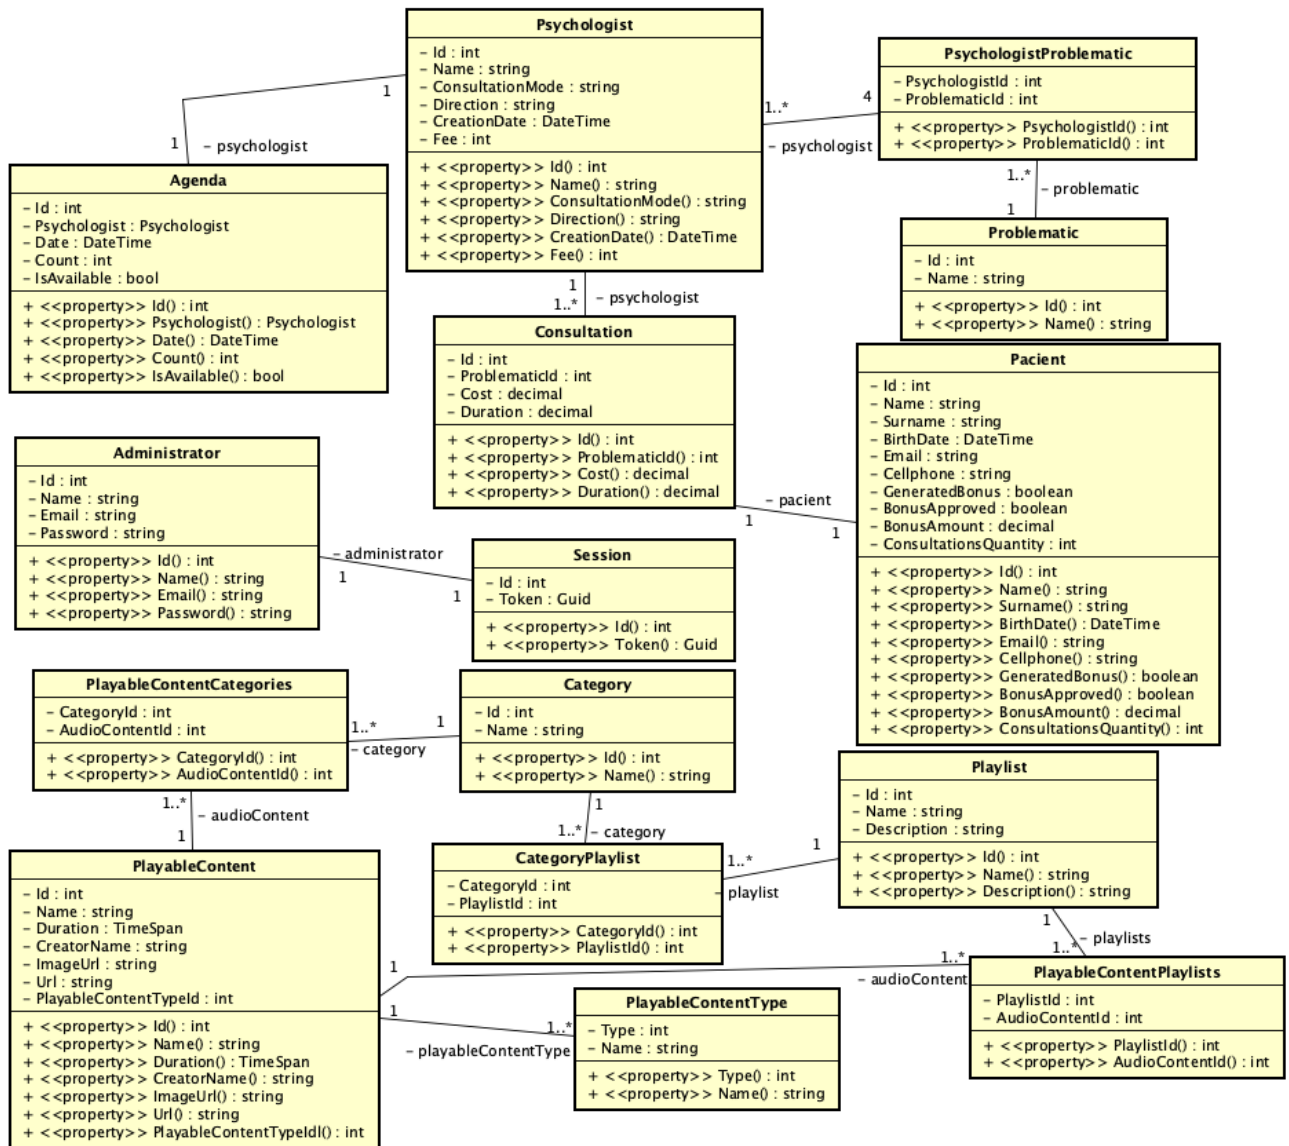 Psychologist
– Id : int
– Name : string
– ConsultationMode : string
– Direction : string
– CreationDate : DateTime
– Fee : int
+ <<property>> Id() : int
+ <<property>> Name() : string
+ <<property>> ConsultationMode() : string
+ <<property>> Direction() : string
+ <<property>> CreationDate() : DateTime
+ <<property>> Fee() : int
PsychologistProblematic
– PsychologistId : int
– ProblematicId : int
+ <<property>> PsychologistId() : int
+ <<property>> ProblematicId() : int
1
1
– psychologist
1..*
4
– psychologist
Agenda
– Id : int
– Psychologist : Psychologist
– Date : DateTime
– Count : int
– IsAvailable : bool
+ <<property>> Id() : int
+ <<property>> Psychologist() : Psychologist
+ <<property>> Date() : DateTime
+ <<property>> Count() : int
+ <<property>> IsAvailable() : bool
1..*
– problematic
1
Problematic
– Id : int
– Name : string
+ <<property>> Id() : int
+ <<property>> Name() : string
1
1..*
– psychologist
Consultation
– Id : int
– ProblematicId : int
– Cost : decimal
– Duration : decimal
+ <<property>> Id() : int
+ <<property>> ProblematicId() : int
+ <<property>> Cost() : decimal
+ <<property>> Duration() : decimal
Pacient
– Id : int
– Name : string
– Surname : string
– BirthDate : DateTime
– Email : string
– Cellphone : string
– GeneratedBonus : boolean
– BonusApproved : boolean
– BonusAmount : decimal
– ConsultationsQuantity : int
+ <<property>> Id() : int
+ <<property>> Name() : string
+ <<property>> Surname() : string
+ <<property>> BirthDate() : DateTime
+ <<property>> Email() : string
+ <<property>> Cellphone() : string
+ <<property>> GeneratedBonus() : boolean
+ <<property>> BonusApproved() : boolean
+ <<property>> BonusAmount() : decimal
+ <<property>> ConsultationsQuantity() : int
– pacient
1
1
Administrator
– Id : int
– Name : string
– Email : string
– Password : string
+ <<property>> Id() : int
+ <<property>> Name() : string
+ <<property>> Email() : string
+ <<property>> Password() : string
– administrator
1
1
Session
– Id : int
– Token : Guid
+ <<property>> Id() : int
+ <<property>> Token() : Guid
PlayableContentCategories
– CategoryId : int
– AudioContentId : int
+ <<property>> CategoryId() : int
+ <<property>> AudioContentId() : int
1..*
1
– category
Category
– Id : int
– Name : string
+ <<property>> Id() : int
+ <<property>> Name() : string
1..*
– audioContent
1
1
1..*
– category
Playlist
– Id : int
– Name : string
– Description : string
+ <<property>> Id() : int
+ <<property>> Name() : string
+ <<property>> Description() : string
CategoryPlaylist
– CategoryId : int
– PlaylistId : int
+ <<property>> CategoryId() : int
+ <<property>> PlaylistId() : int
1..*
1
– playlist
PlayableContent
– Id : int
– Name : string
– Duration : TimeSpan
– CreatorName : string
– ImageUrl : string
– Url : string
– PlayableContentTypeId : int
+ <<property>> Id() : int
+ <<property>> Name() : string
+ <<property>> Duration() : TimeSpan
+ <<property>> CreatorName() : string
+ <<property>> ImageUrl() : string
+ <<property>> Url() : string
+ <<property>> PlayableContentTypeIdl() : int
1
– playlists
1..*
1
1..*
– audioContent
PlayableContentPlaylists
– PlaylistId : int
– AudioContentId : int
+ <<property>> PlaylistId() : int
+ <<property>> AudioContentId() : int
1
1..*
– playableContentType
PlayableContentType
– Type : int
– Name : string
+ <<property>> Type() : int
+ <<property>> Name() : string